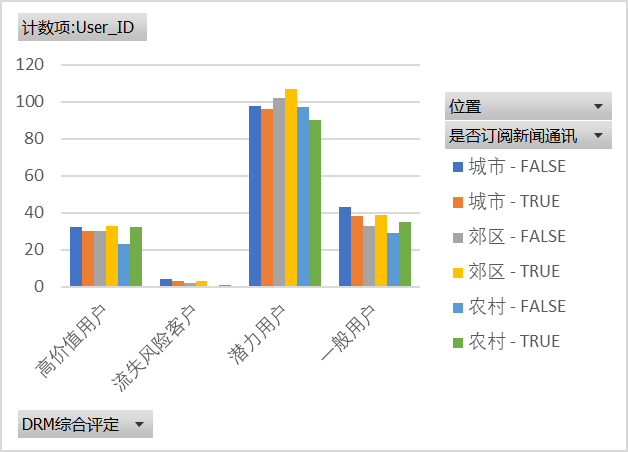 计数项:User_ID
120
100
80
60
40
20
0
高价值用户
流失风险客户
潜力用户
一般用户
位置
是否订阅新闻通讯
城市 - FALSE
城市 - TRUE
郊区 - FALSE
郊区 - TRUE
农村 - FALSE
农村 - TRUE
DRM综合评定